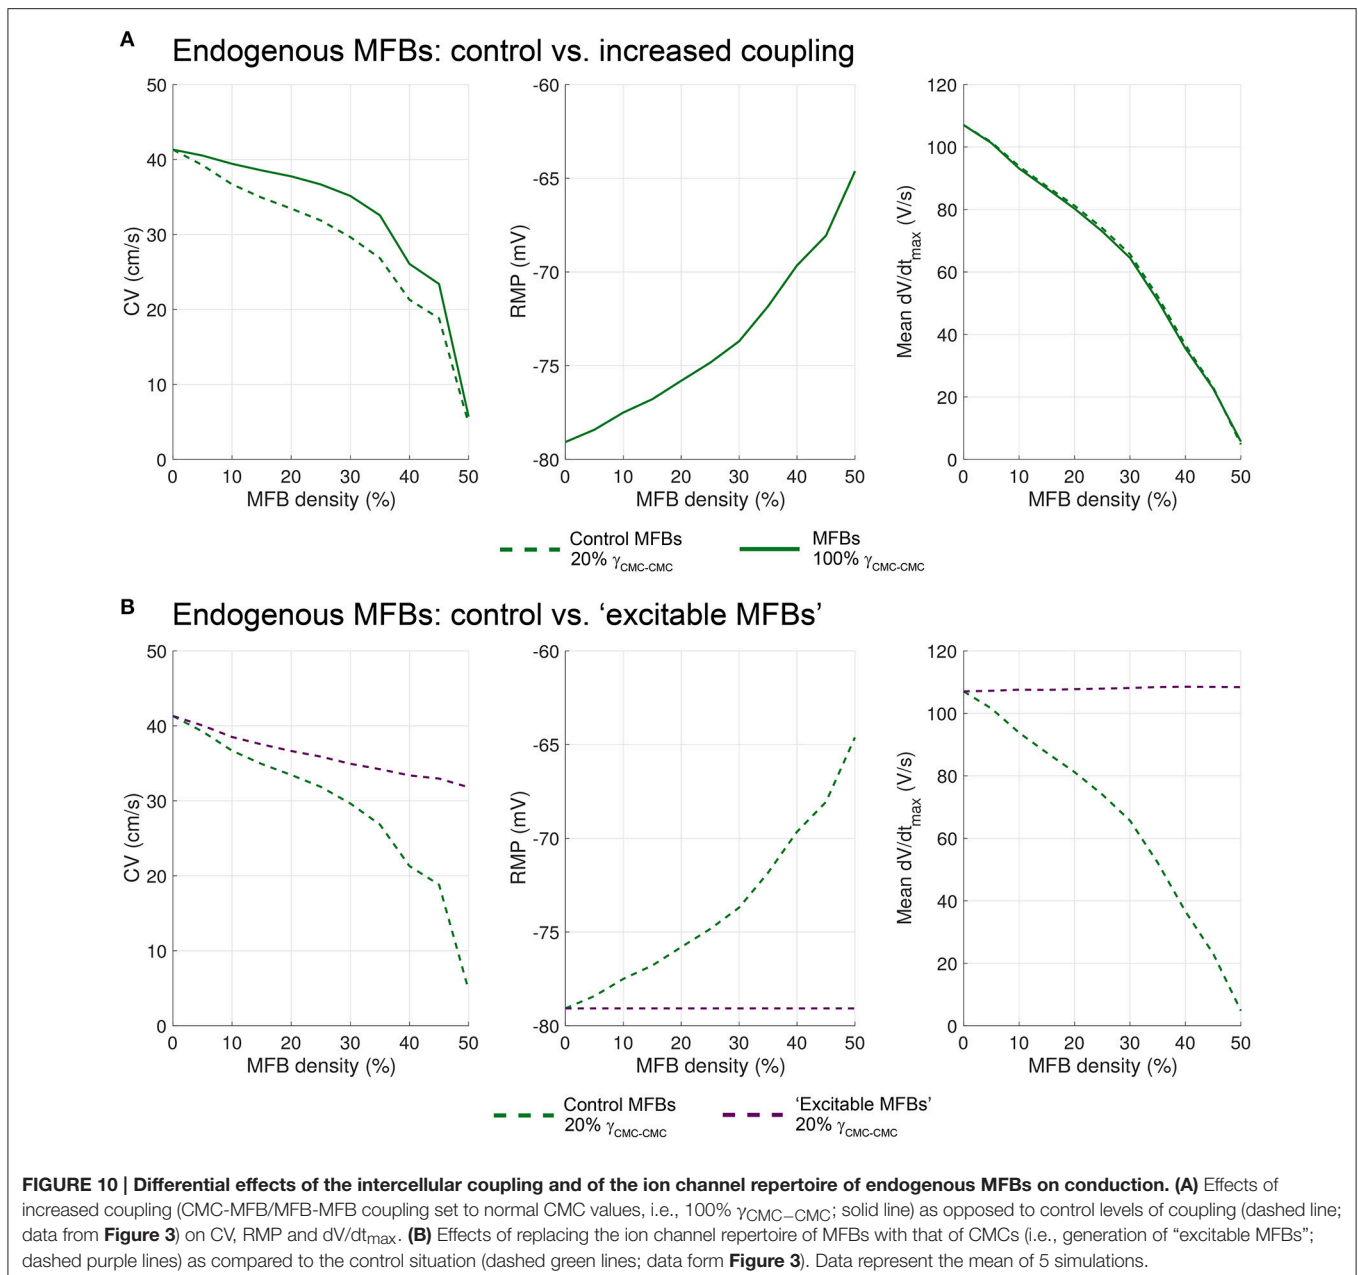 A
Endogenous MFBs: control vs. increased coupling
50
40
30
20
10
0
CV (cm/s)
0 10 20 30 40 50
MFB density (%)
-60
-65
-70
-75
-80
RMP (mV)
0 10 20 30 40 50
MFB density (%)
120
100
80
60
40
20
0
Mean dV/dtmax (V/s)
0 10 20 30 40 50
MFB density (%)
Control MFBs
20% γCMC-CMC
MFBs
100% γCMC-CMC
B
Endogenous MFBs: control vs. ‘excitable MFBs’
50
40
30
20
10
0
CV (cm/s)
0 10 20 30 40 50
MFB density (%)
-60
-65
-70
-75
-80
RMP (mV)
0 10 20 30 40 50
MFB density (%)
120
100
80
60
40
20
0
Mean dV/dtmax (V/s)
0 10 20 30 40 50
MFB density (%)
Control MFBs
20% γCMC-CMC
‘Excitable MFBs’
20% γCMC-CMC
FIGURE 10 | Differential effects of the intercellular coupling and of the ion channel repertoire of endogenous MFBs on conduction. (A) Effects of
increased coupling (CMC-MFB/MFB-MFB coupling set to normal CMC values, i.e., 100% γCMC−CMC; solid line) as opposed to control levels of coupling (dashed line;
data from Figure 3) on CV, RMP and dV/dtmax. (B) Effects of replacing the ion channel repertoire of MFBs with that of CMCs (i.e., generation of “excitable MFBs”;
dashed purple lines) as compared to the control situation (dashed green lines; data form Figure 3). Data represent the mean of 5 simulations.